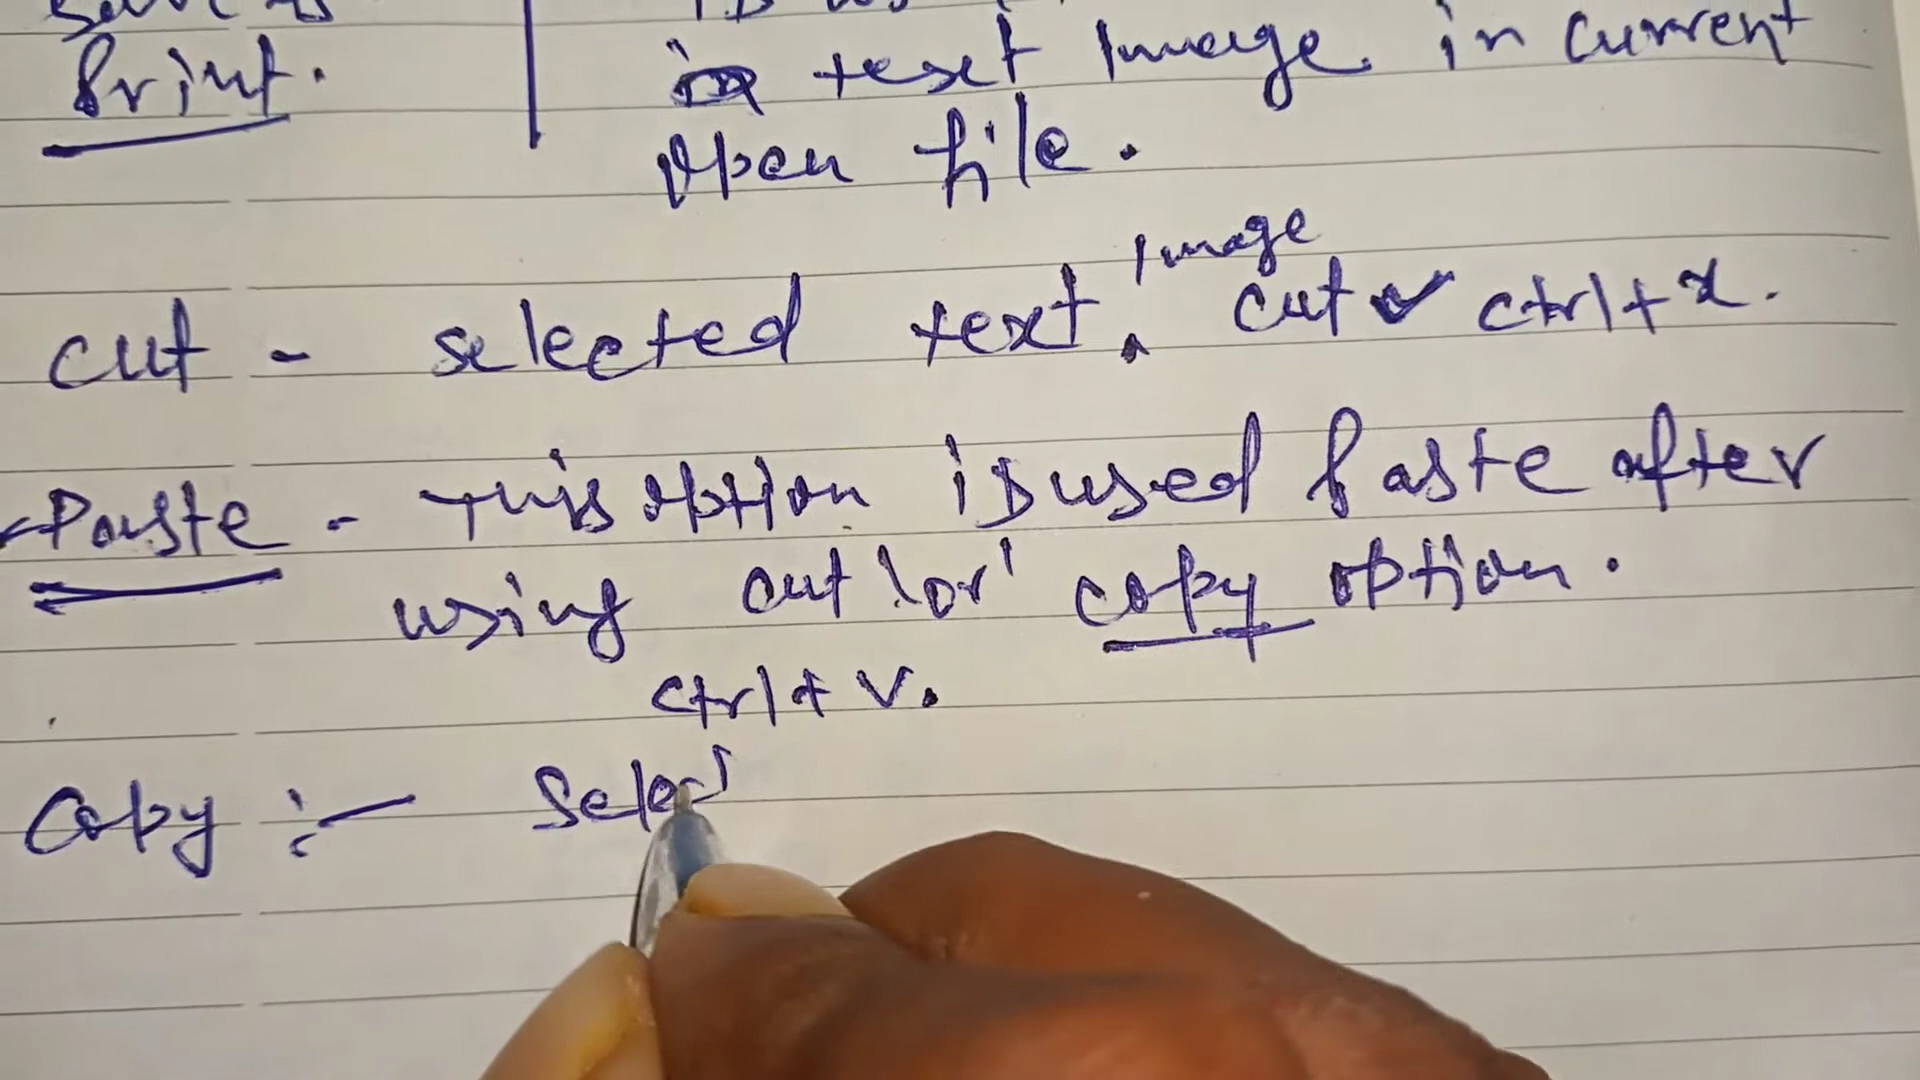 Print.
text Image in current
open file.
Image
cut - selected text, cut ctrl+x.
Paste - This option is used Paste after
using cut 'or' copy option.
ctrl + v.
Copy :- Selec